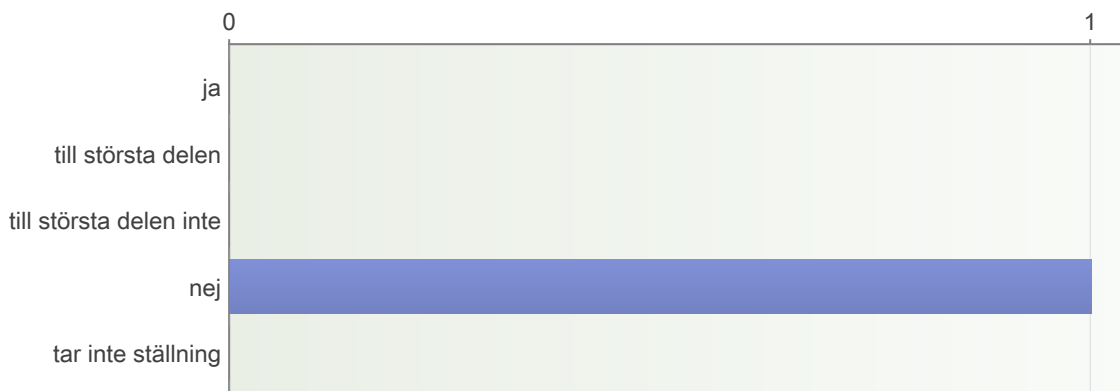 0 1
ja
till största delen
till största delen inte
nej
tar inte ställning